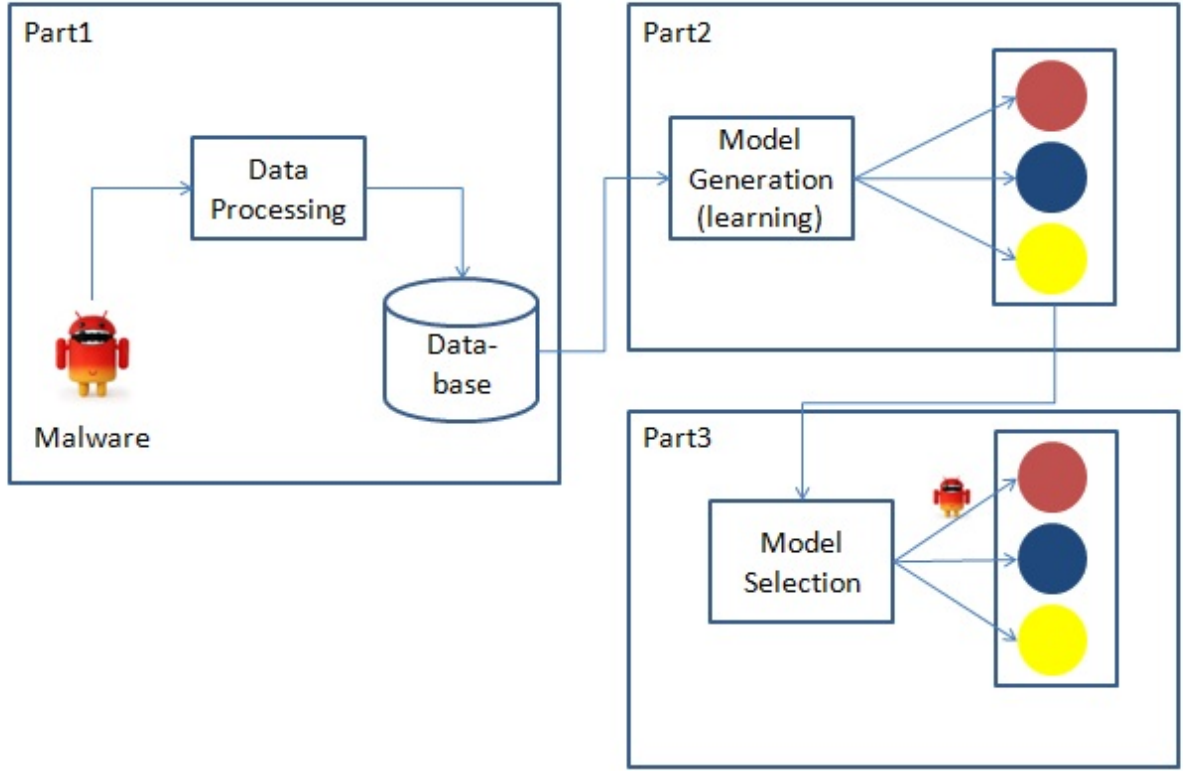 Part1
Data
Processing
Data-
base
Malware
Part2
Model
Generation
(learning)
Part3
Model
Selection